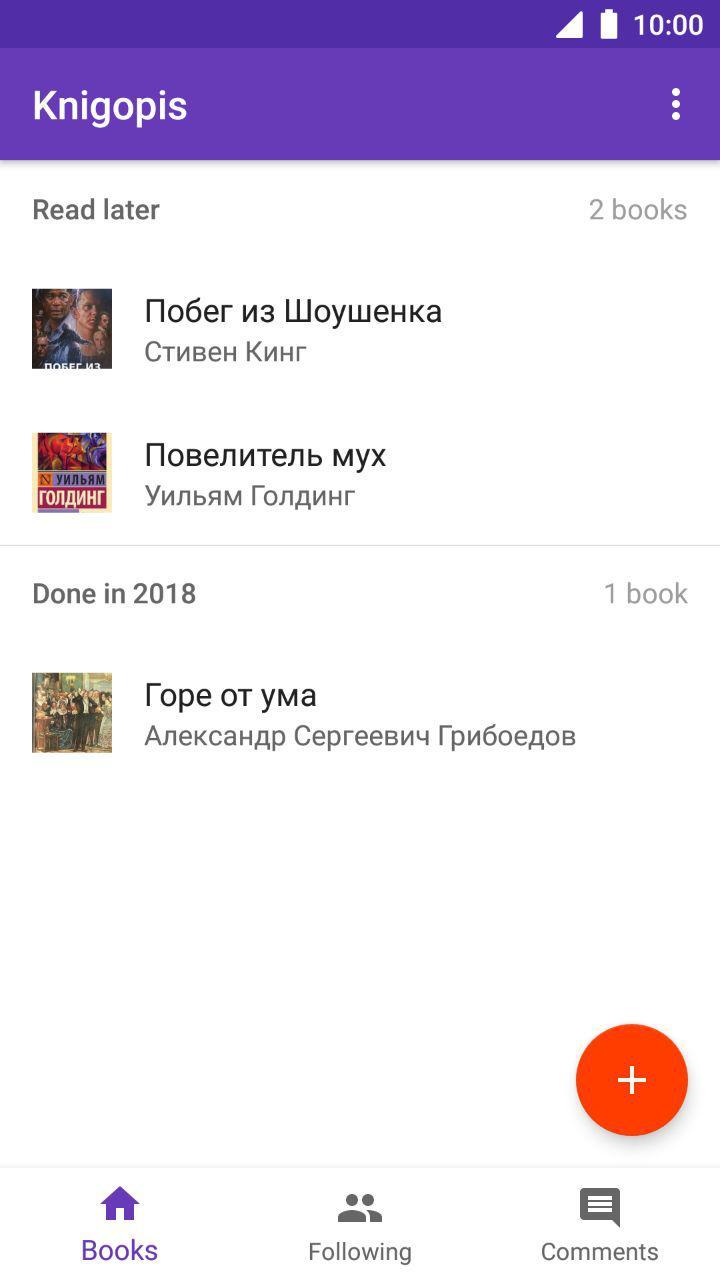 10:00
Knigopis
Read later
2 books
ПОБЕГ ИЗ
Побег из Шоушенка
Стивен Кинг
N УИЛЬЯМ
ГОЛДИНГ
Повелитель мух
Уильям Голдинг
Done in 2018
1 book
Горе от ума
Александр Сергеевич Грибоедов
Books
Following
Comments